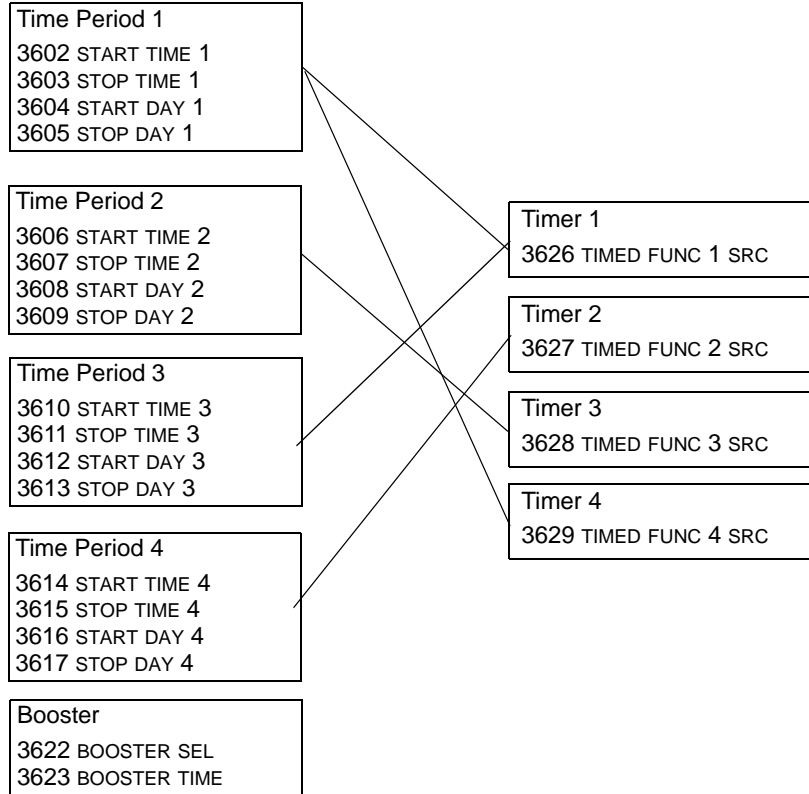 Time Period 1
3602 START TIME 1
3603 STOP TIME 1
3604 START DAY 1
3605 STOP DAY 1
Time Period 2
3606 START TIME 2
3607 STOP TIME 2
3608 START DAY 2
3609 STOP DAY 2
Time Period 3
3610 START TIME 3
3611 STOP TIME 3
3612 START DAY 3
3613 STOP DAY 3
Time Period 4
3614 START TIME 4
3615 STOP TIME 4
3616 START DAY 4
3617 STOP DAY 4
Booster
3622 BOOSTER SEL
3623 BOOSTER TIME
Timer 1
3626 TIMED FUNC 1 SRC
Timer 2
3627 TIMED FUNC 2 SRC
Timer 3
3628 TIMED FUNC 3 SRC
Timer 4
3629 TIMED FUNC 4 SRC